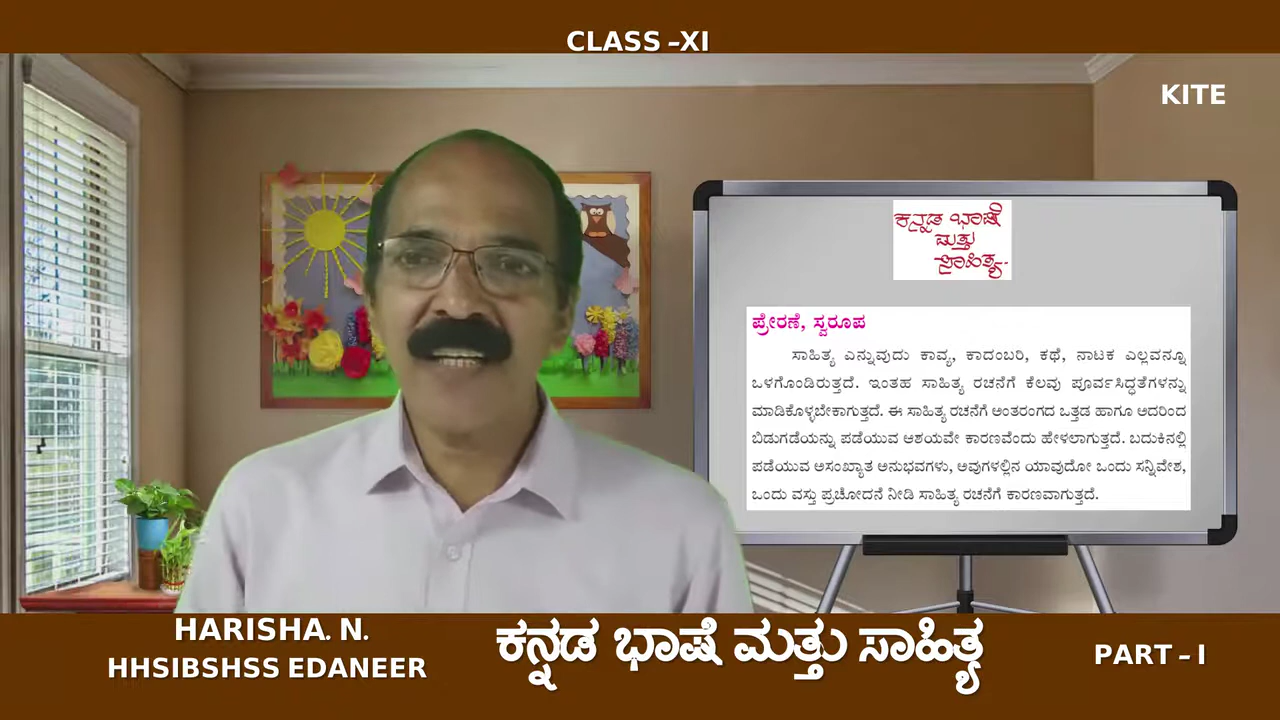 CLASS -XI
KITE
ಕನ್ನಡ ಭಾಷೆ
ಮತ್ತು
ಸಾಹಿತ್ಯ
ಪ್ರೇರಣೆ, ಸ್ವರೂಪ
ಸಾಹಿತ್ಯ ಎನ್ನುವುದು ಕಾವ್ಯ, ಕಾದಂಬರಿ, ಕಥೆ, ನಾಟಕ ಎಲ್ಲವನ್ನೂ
ಒಳಗೊಂಡಿರುತ್ತದೆ. ಇಂತಹ ಸಾಹಿತ್ಯ ರಚನೆಗೆ ಕೆಲವು ಪೂರ್ವಸಿದ್ಧತೆಗಳನ್ನು
ಮಾಡಿಕೊಳ್ಳಬೇಕಾಗುತ್ತದೆ. ಈ ಸಾಹಿತ್ಯ ರಚನೆಗೆ ಅಂತರಂಗದ ಒತ್ತಡ ಹಾಗೂ ಅದರಿಂದ
ಬಿಡುಗಡೆಯನ್ನು ಪಡೆಯುವ ಆಶಯವೇ ಕಾರಣವೆಂದು ಹೇಳಲಾಗುತ್ತದೆ. ಬದುಕಿನಲ್ಲಿ
ಪಡೆಯುವ ಅಸಂಖ್ಯಾತ ಅನುಭವಗಳು, ಅವುಗಳಲ್ಲಿನ ಯಾವುದೋ ಒಂದು ಸನ್ನಿವೇಶ,
ಒಂದು ವಸ್ತು ಪ್ರಚೋದನೆ ನೀಡಿ ಸಾಹಿತ್ಯ ರಚನೆಗೆ ಕಾರಣವಾಗುತ್ತದೆ.
HARISHA. N.
HHSIBSHSS EDANEER
ಕನ್ನಡ ಭಾಷೆ ಮತ್ತು ಸಾಹಿತ್ಯ
PART - I